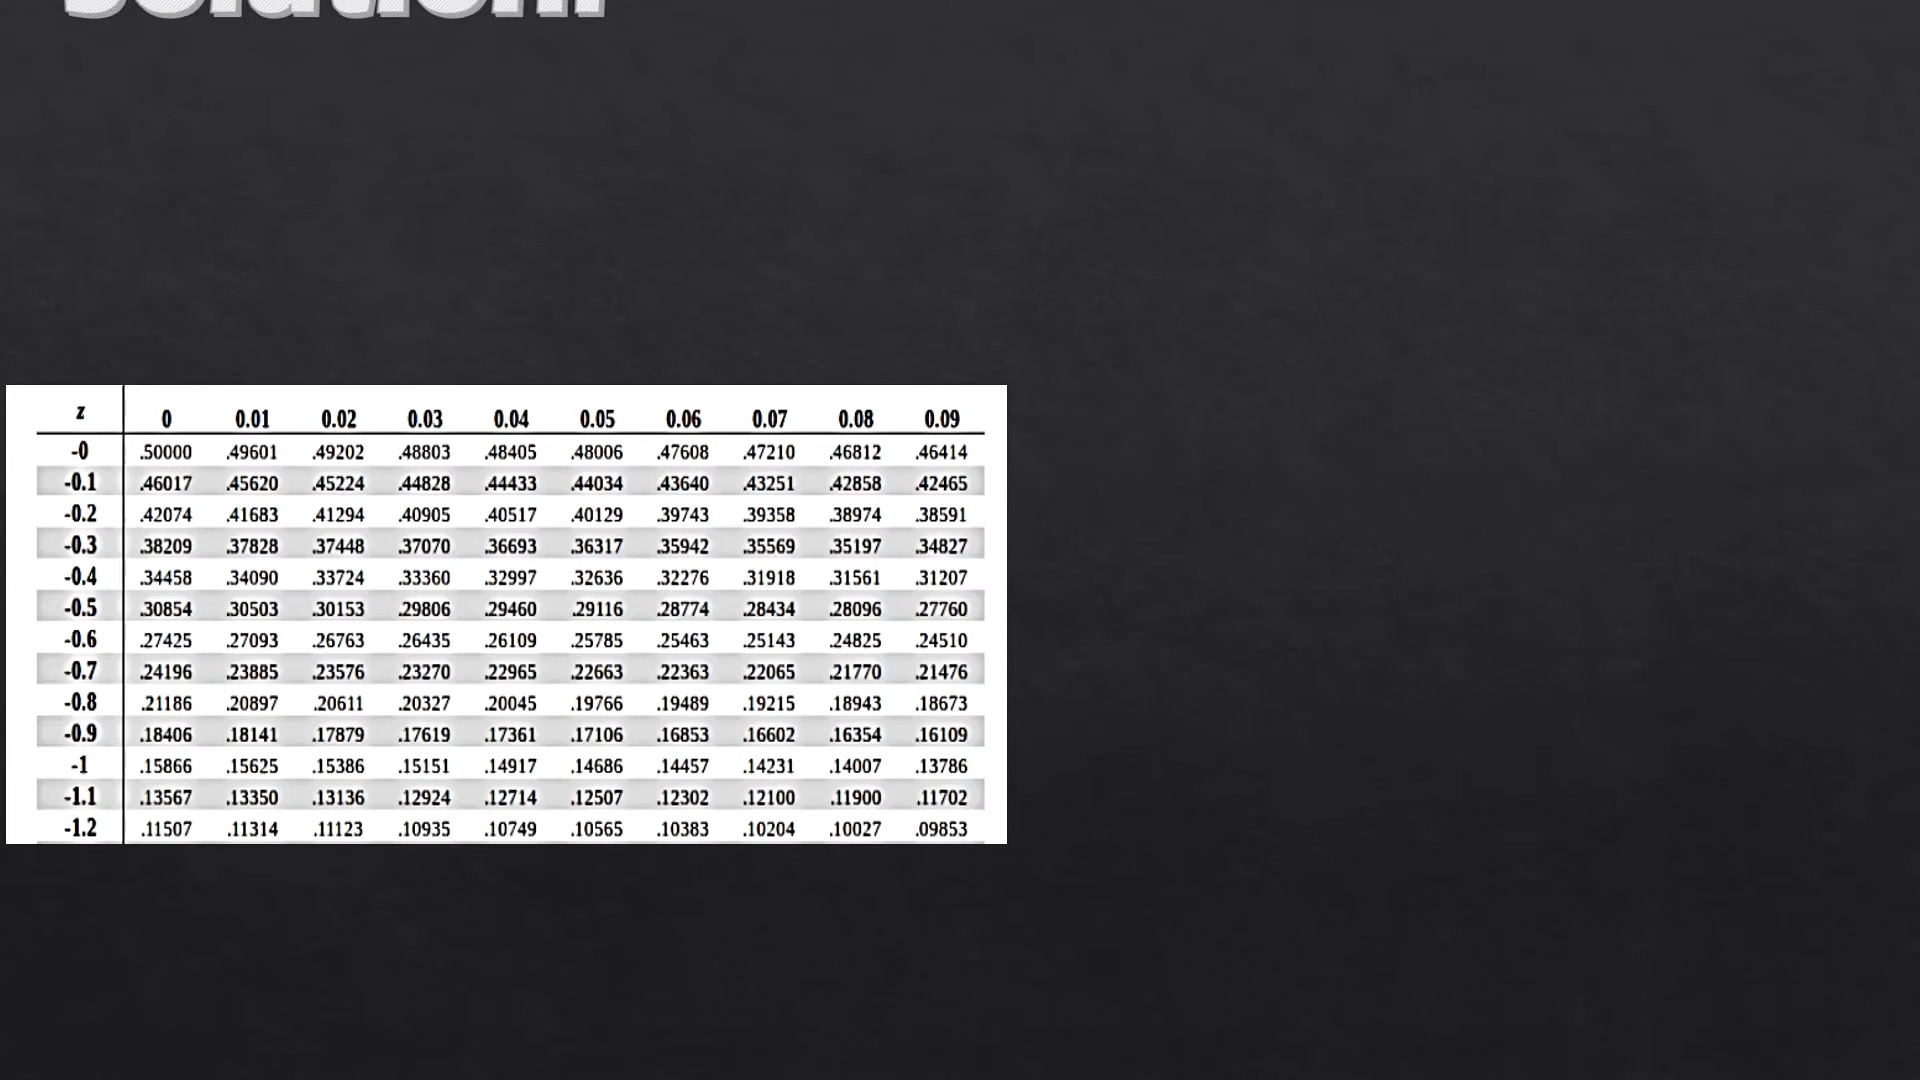 z 0 0.01 0.02 0.03 0.04 0.05 0.06 0.07 0.08 0.09
-0 .50000 .49601 .49202 .48803 .48405 .48006 .47608 .47210 .46812 .46414
-0.1 .46017 .45620 .45224 .44828 .44433 .44034 .43640 .43251 .42858 .42465
-0.2 .42074 .41683 .41294 .40905 .40517 .40129 .39743 .39358 .38974 .38591
-0.3 .38209 .37828 .37448 .37070 .36693 .36317 .35942 .35569 .35197 .34827
-0.4 .34458 .34090 .33724 .33360 .32997 .32636 .32276 .31918 .31561 .31207
-0.5 .30854 .30503 .30153 .29806 .29460 .29116 .28774 .28434 .28096 .27760
-0.6 .27425 .27093 .26763 .26435 .26109 .25785 .25463 .25143 .24825 .24510
-0.7 .24196 .23885 .23576 .23270 .22965 .22663 .22363 .22065 .21770 .21476
-0.8 .21186 .20897 .20611 .20327 .20045 .19766 .19489 .19215 .18943 .18673
-0.9 .18406 .18141 .17879 .17619 .17361 .17106 .16853 .16602 .16354 .16109
-1 .15866 .15625 .15386 .15151 .14917 .14686 .14457 .14231 .14007 .13786
-1.1 .13567 .13350 .13136 .12924 .12714 .12507 .12302 .12100 .11900 .11702
-1.2 .11507 .11314 .11123 .10935 .10749 .10565 .10383 .10204 .10027 .09853